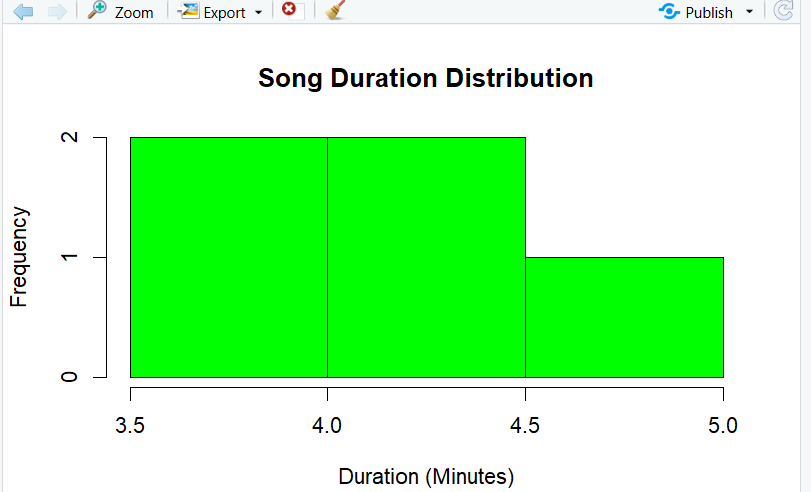 Zoom Export Publish
Song Duration Distribution
Frequency
2
1
0
3.5 4.0 4.5 5.0
Duration (Minutes)